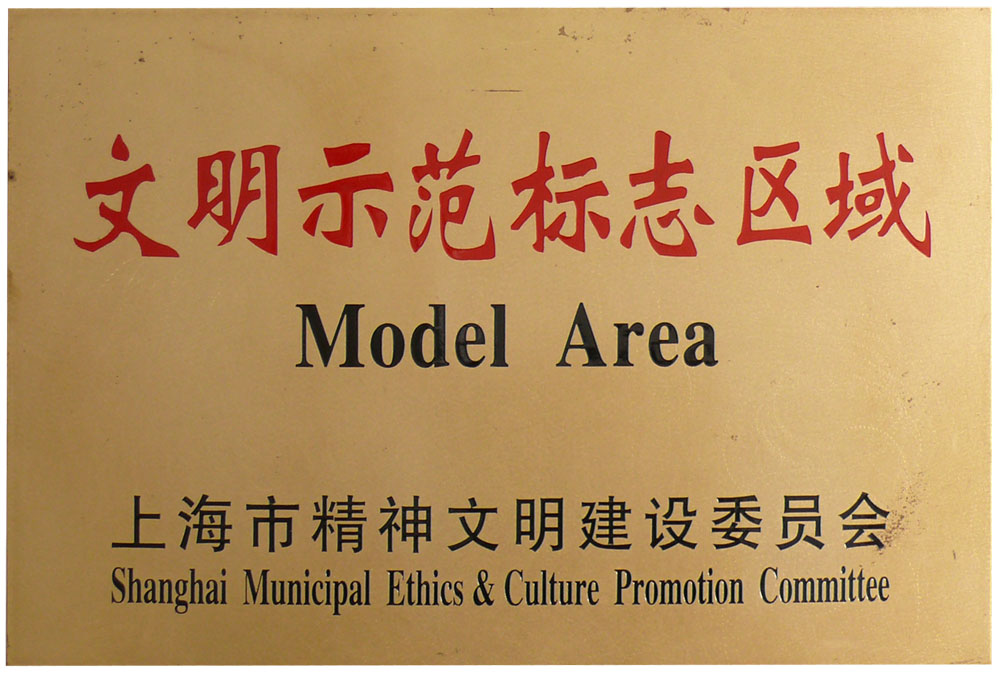 文明示范标志区域
Model Area
上海市精神文明建设委员会
Shanghai Municipal Ethics & Culture Promotion Committee